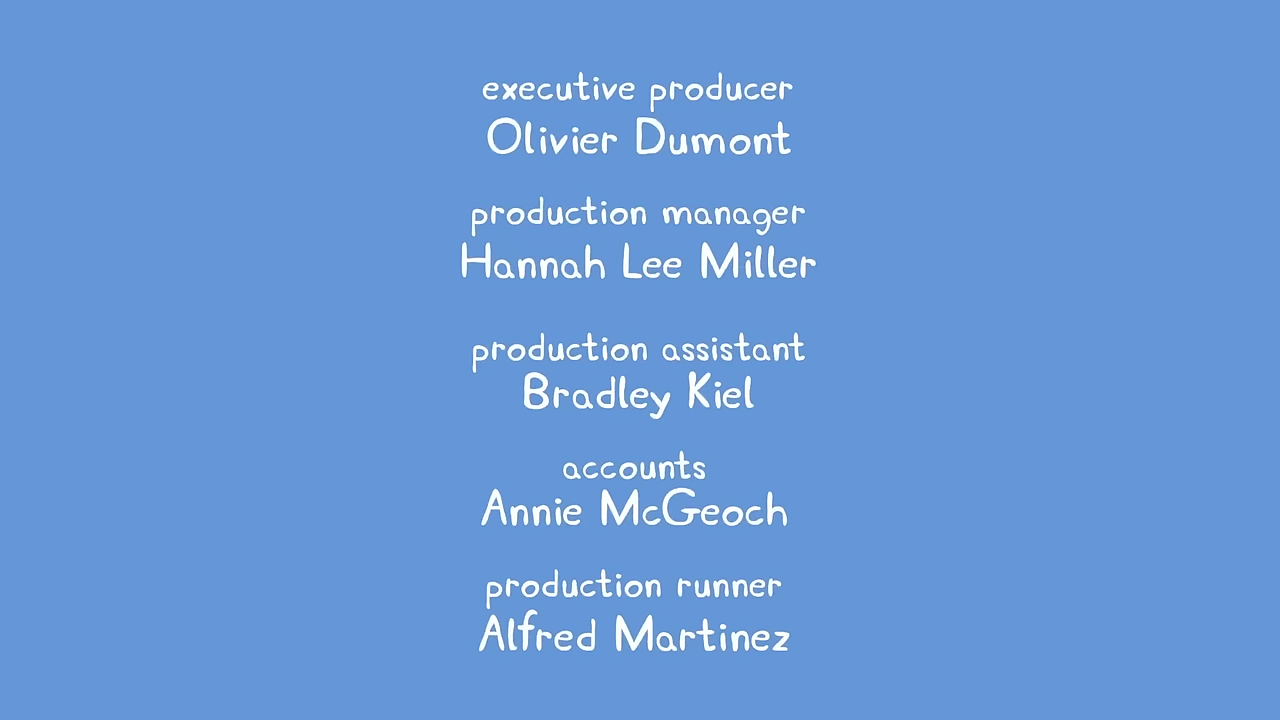 executive producer
Olivier Dumont
production manager
Hannah Lee Miller
production assistant
Bradley Kiel
accounts
Annie McGeoch
production runner
Alfred Martinez